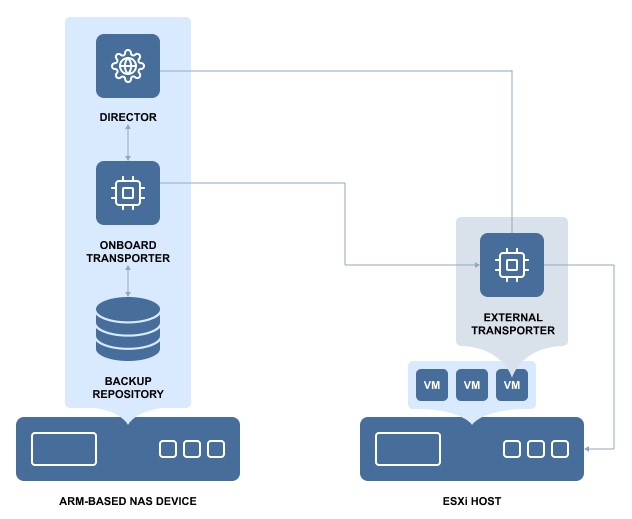 DIRECTOR
ONBOARD
TRANSPORTER
BACKUP
REPOSITORY
ARM-BASED NAS DEVICE
EXTERNAL
TRANSPORTER
VM VM VM
ESXi HOST